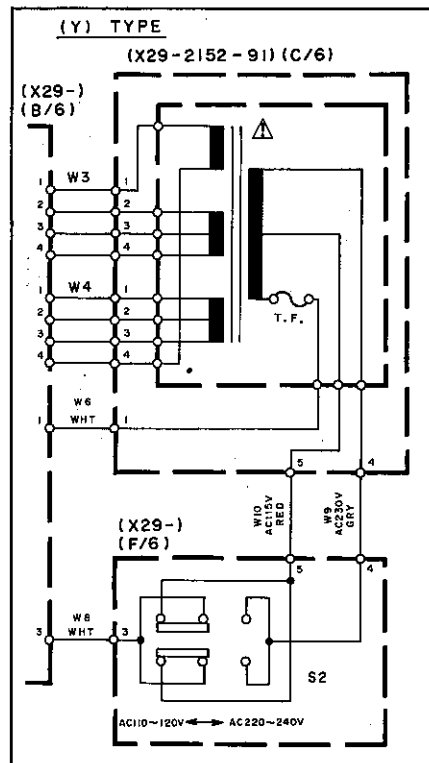 (Y) TYPE
(X29-2152-91)(C/6)
(X29-)
(B/6)
W3
1 1
2 2
3 3
4 4
W4
1 1
2 2
3 3
4 4
T.F.
W6
WHT
1 1
5 4
W10
AC115V
RED
W9
AC230V
GRY
(X29-)
(F/6)
5 4
W8
WHT
3 3
S2
AC110~120V AC220~240V